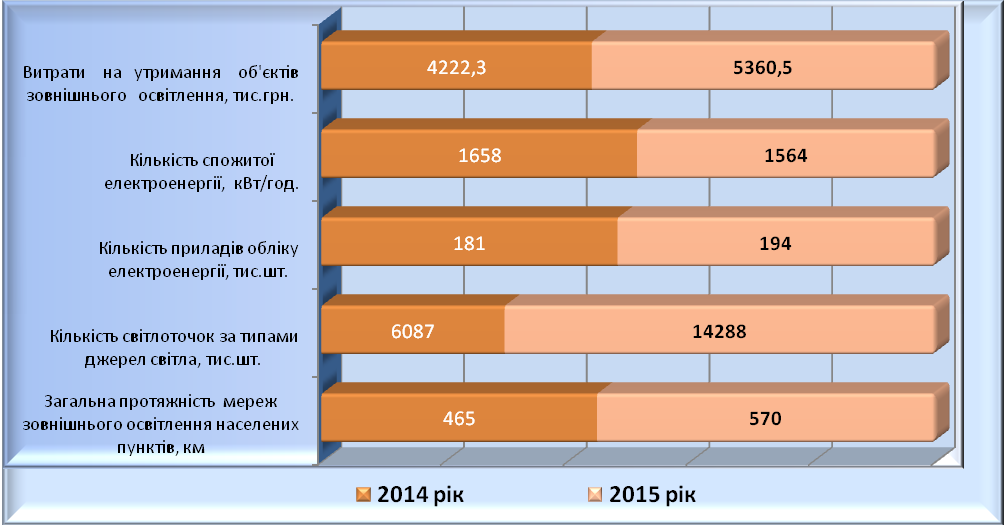 Витрати на утримання об'єктів
зовнішнього освітлення, тис.грн.
4222,3
5360,5
Кількість спожитої
електроенергії, кВт/год.
1658
1564
Кількість приладів обліку
електроенергії, тис.шт.
181
194
Кількість світлоточок за типами
джерел світла, тис.шт.
6087
14288
Загальна протяжність мереж
зовнішнього освітлення населених
пунктів, км
465
570
2014 рік
2015 рік